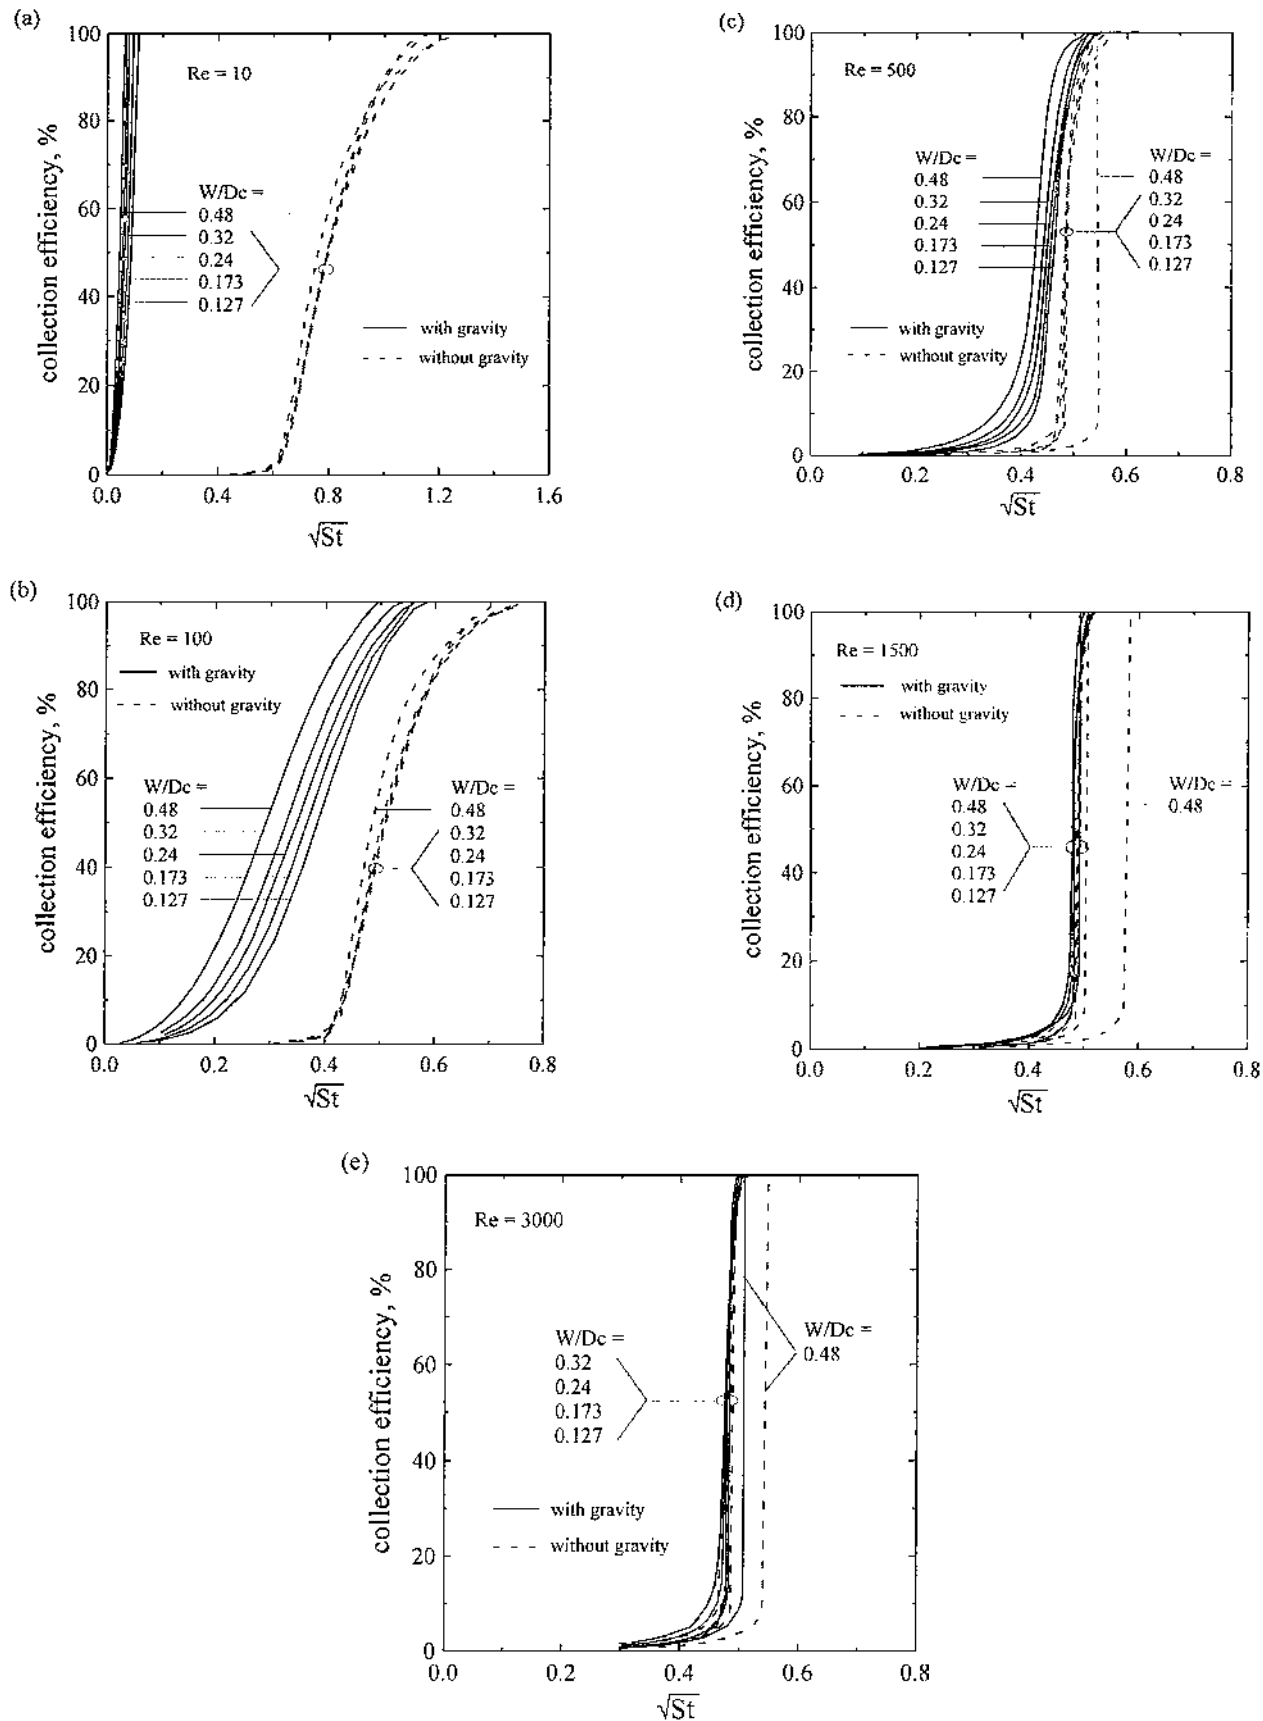 (a)
100
80
60
40
20
0
collection efficiency, %
Re = 10
W/Dc =
0.48
0.32
0.24
0.173
0.127
with gravity
without gravity
0.0 0.4 0.8 1.2 1.6
√St
(c)
100
80
60
40
20
0
collection efficiency, %
Re = 500
W/Dc =
0.48
0.32
0.24
0.173
0.127
W/Dc =
0.48
0.32
0.24
0.173
0.127
with gravity
without gravity
0.0 0.2 0.4 0.6 0.8
√St
(b)
100
80
60
40
20
0
collection efficiency, %
Re = 100
with gravity
without gravity
W/Dc =
0.48
0.32
0.24
0.173
0.127
W/Dc =
0.48
0.32
0.24
0.173
0.127
0.0 0.2 0.4 0.6 0.8
√St
(d)
100
80
60
40
20
0
collection efficiency, %
Re = 1500
with gravity
without gravity
W/Dc =
0.48
0.32
0.24
0.173
0.127
W/Dc =
0.48
0.0 0.2 0.4 0.6 0.8
√St
(e)
100
80
60
40
20
0
collection efficiency, %
Re = 3000
W/Dc =
0.32
0.24
0.173
0.127
W/Dc =
0.48
with gravity
without gravity
0.0 0.2 0.4 0.6 0.8
√St